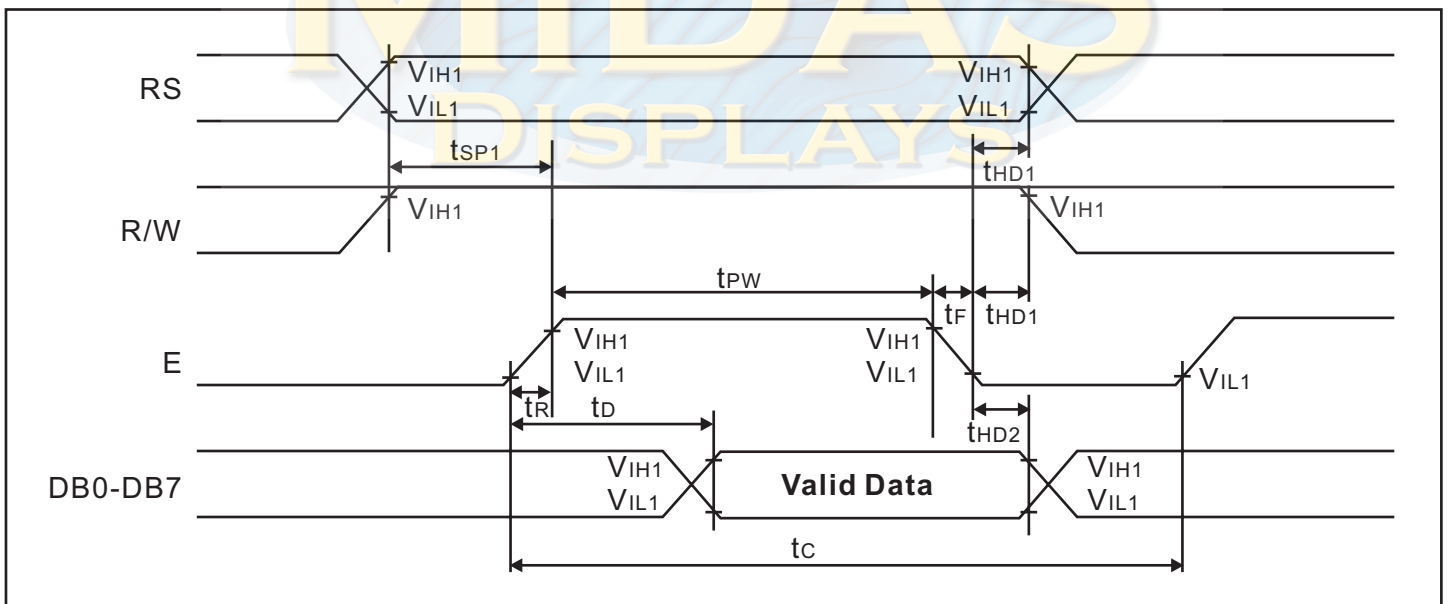 MIDAS
DISPLAYS
RS
VIH1
VIL1
VIH1
VIL1
tSP1
tHD1
R/W
VIH1
VIH1
tPW
tF
tHD1
E
VIH1
VIL1
VIH1
VIL1
VIL1
tR
tD
tHD2
DB0-DB7
VIH1
VIL1
Valid Data
VIH1
VIL1
tC